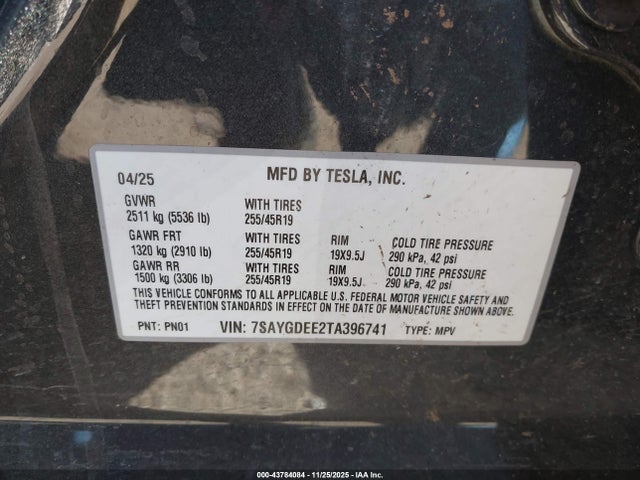 04/25 MFD BY TESLA, INC.
GVWR WITH TIRES
2511 kg (5536 lb) 255/45R19
GAWR FRT WITH TIRES RIM COLD TIRE PRESSURE
1320 kg (2910 lb) 255/45R19 19X9.5J 290 kPa, 42 psi
GAWR RR WITH TIRES RIM COLD TIRE PRESSURE
1500 kg (3306 lb) 255/45R19 19X9.5J 290 kPa, 42 psi
THIS VEHICLE CONFORMS TO ALL APPLICABLE U.S. FEDERAL MOTOR VEHICLE SAFETY AND
THEFT PREVENTION STANDARDS IN EFFECT ON THE DATE OF MANUFACTURE SHOWN ABOVE.
PNT: PN01 VIN: 7SAYGDEE2TA396741 TYPE: MPV
00-43784084 - 11/25/2025 - IAA Inc.